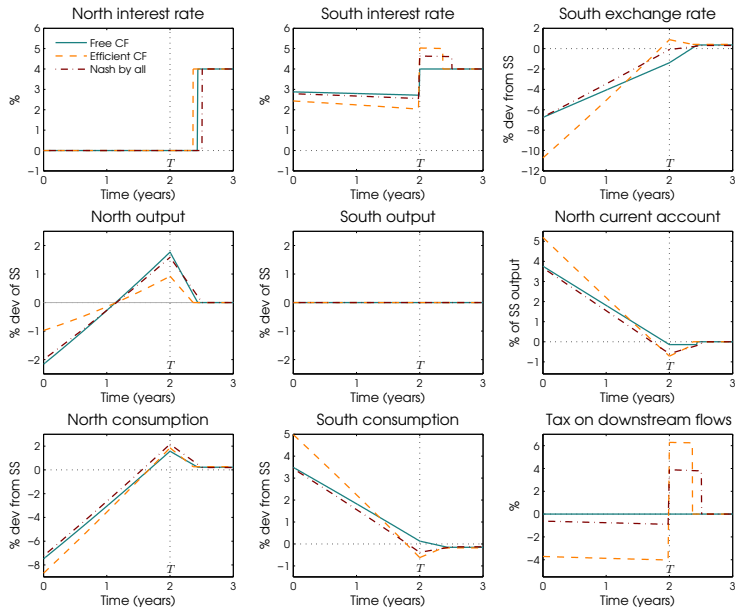 North interest rate
6
5
4
3
2
1
0
−1
%
Free CF
Efficient CF
Nash by all
T
0 1 2 3
Time (years)
South interest rate
6
5
4
3
2
1
0
−1
%
T
0 1 2 3
Time (years)
South exchange rate
2
0
−2
−4
−6
−8
−10
−12
% dev from SS
T
0 1 2 3
Time (years)
North output
2
1
0
−1
−2
% dev of SS
T
0 1 2 3
Time (years)
South output
2
1
0
−1
−2
% dev of SS
T
0 1 2 3
Time (years)
North current account
5
4
3
2
1
0
−1
% of SS output
T
0 1 2 3
Time (years)
North consumption
2
0
−2
−4
−6
−8
% dev from SS
T
0 1 2 3
Time (years)
South consumption
5
4
3
2
1
0
−1
% dev from SS
T
0 1 2 3
Time (years)
Tax on downstream flows
6
4
2
0
−2
−4
%
T
0 1 2 3
Time (years)